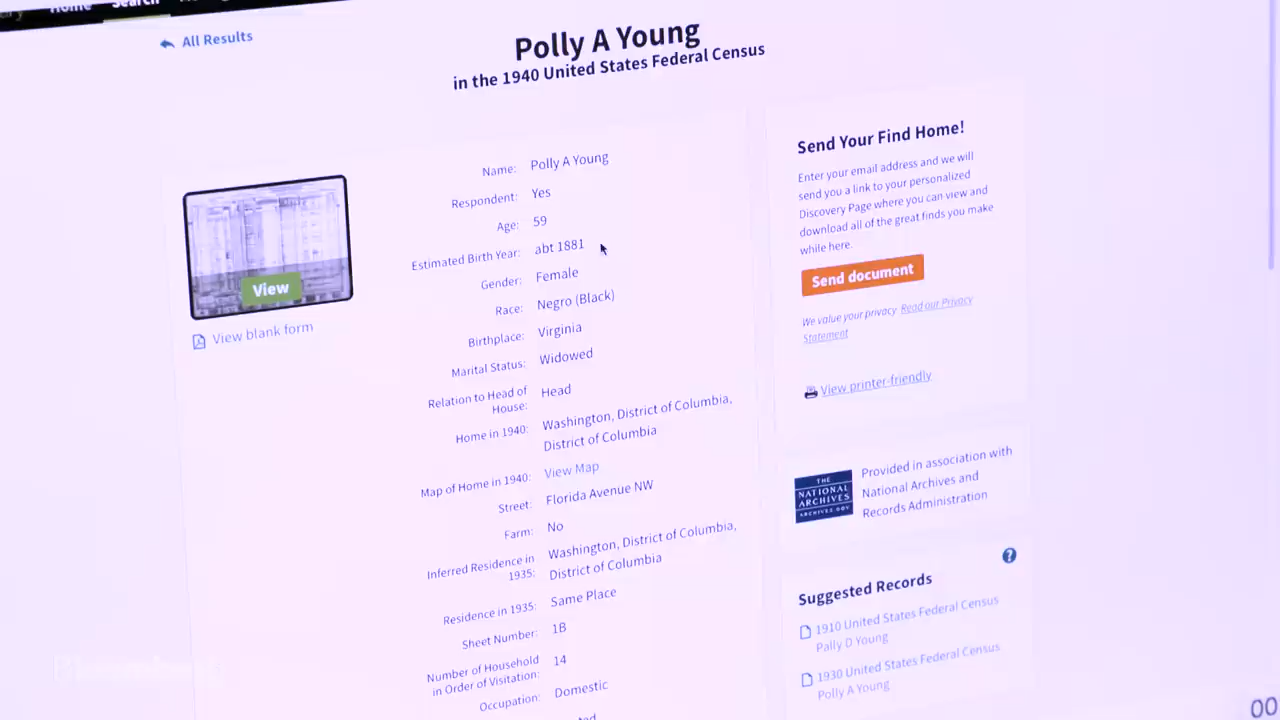 Home
Search
All Results
Polly A Young
in the 1940 United States Federal Census
View
View blank form
Name: Polly A Young
Respondent: Yes
Age: 59
Estimated Birth Year: abt 1881
Gender: Female
Race: Negro (Black)
Birthplace: Virginia
Marital Status: Widowed
Relation to Head of
House: Head
Home in 1940: Washington, District of Columbia,
District of Columbia
Map of Home in 1940: View Map
Street: Florida Avenue NW
Farm: No
Inferred Residence in
1935: Washington, District of Columbia,
District of Columbia
Residence in 1935: Same Place
Sheet Number: 1B
Number of Household
in Order of Visitation: 14
Occupation: Domestic
Send Your Find Home!
Enter your email address and we will
send you a link to your personalized
Discovery Page where you can view and
download all of the great finds you make
while here.
Send document
We value your privacy Read our Privacy
Statement
View printer-friendly
THE
NATIONAL
ARCHIVES
ARCHIVES.GOV
Provided in association with
National Archives and
Records Administration
?
Suggested Records
1910 United States Federal Census
Pally D Young
1930 United States Federal Census
Polly A Young
00